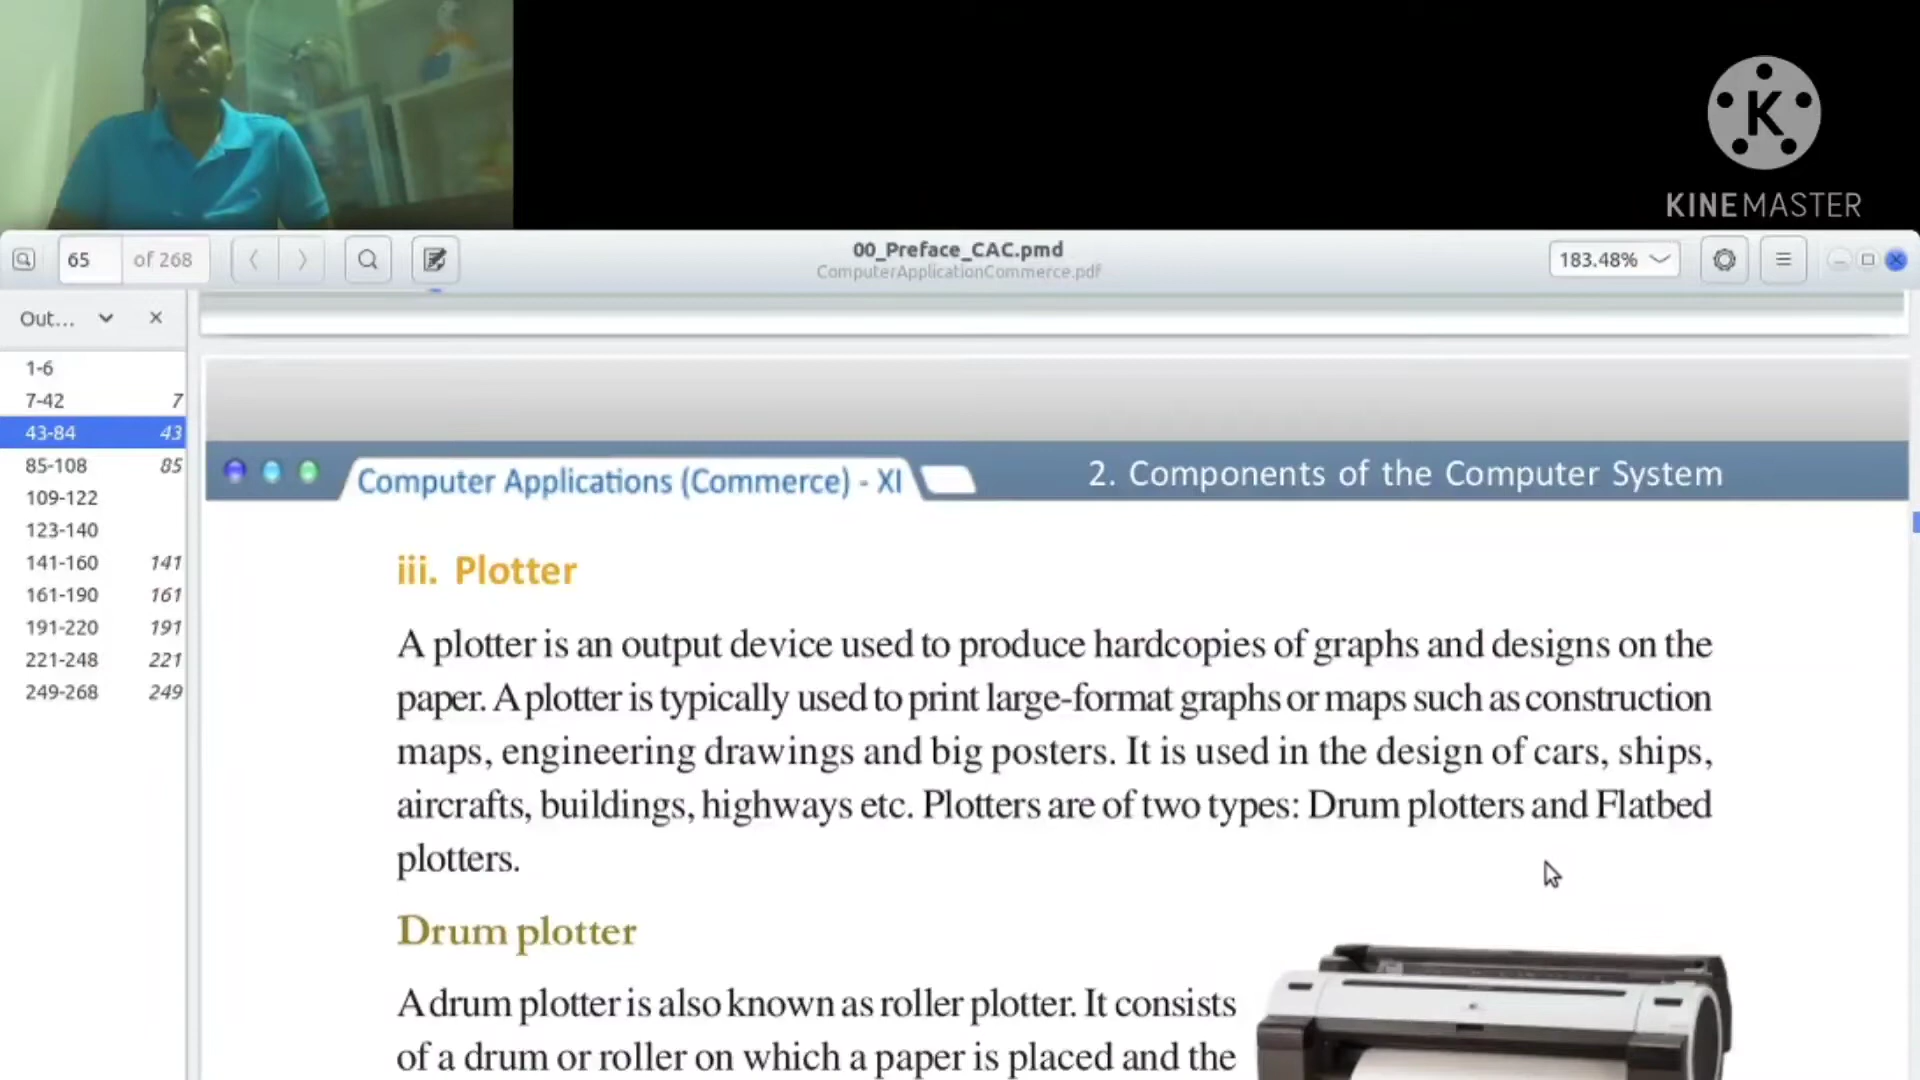 K
KINEMASTER
65 of 268
00_Preface_CAC.pmd
ComputerApplicationCommerce.pdf
183.48%
Out...
1-6
7-42 7
43-84 43
85-108 85
109-122
123-140
141-160 141
161-190 161
191-220 191
221-248 221
249-268 249
Computer Applications (Commerce) - XI
2. Components of the Computer System
iii. Plotter
A plotter is an output device used to produce hardcopies of graphs and designs on the
paper. A plotter is typically used to print large-format graphs or maps such as construction
maps, engineering drawings and big posters. It is used in the design of cars, ships,
aircrafts, buildings, highways etc. Plotters are of two types: Drum plotters and Flatbed
plotters.
Drum plotter
A drum plotter is also known as roller plotter. It consists
of a drum or roller on which a paper is placed and the